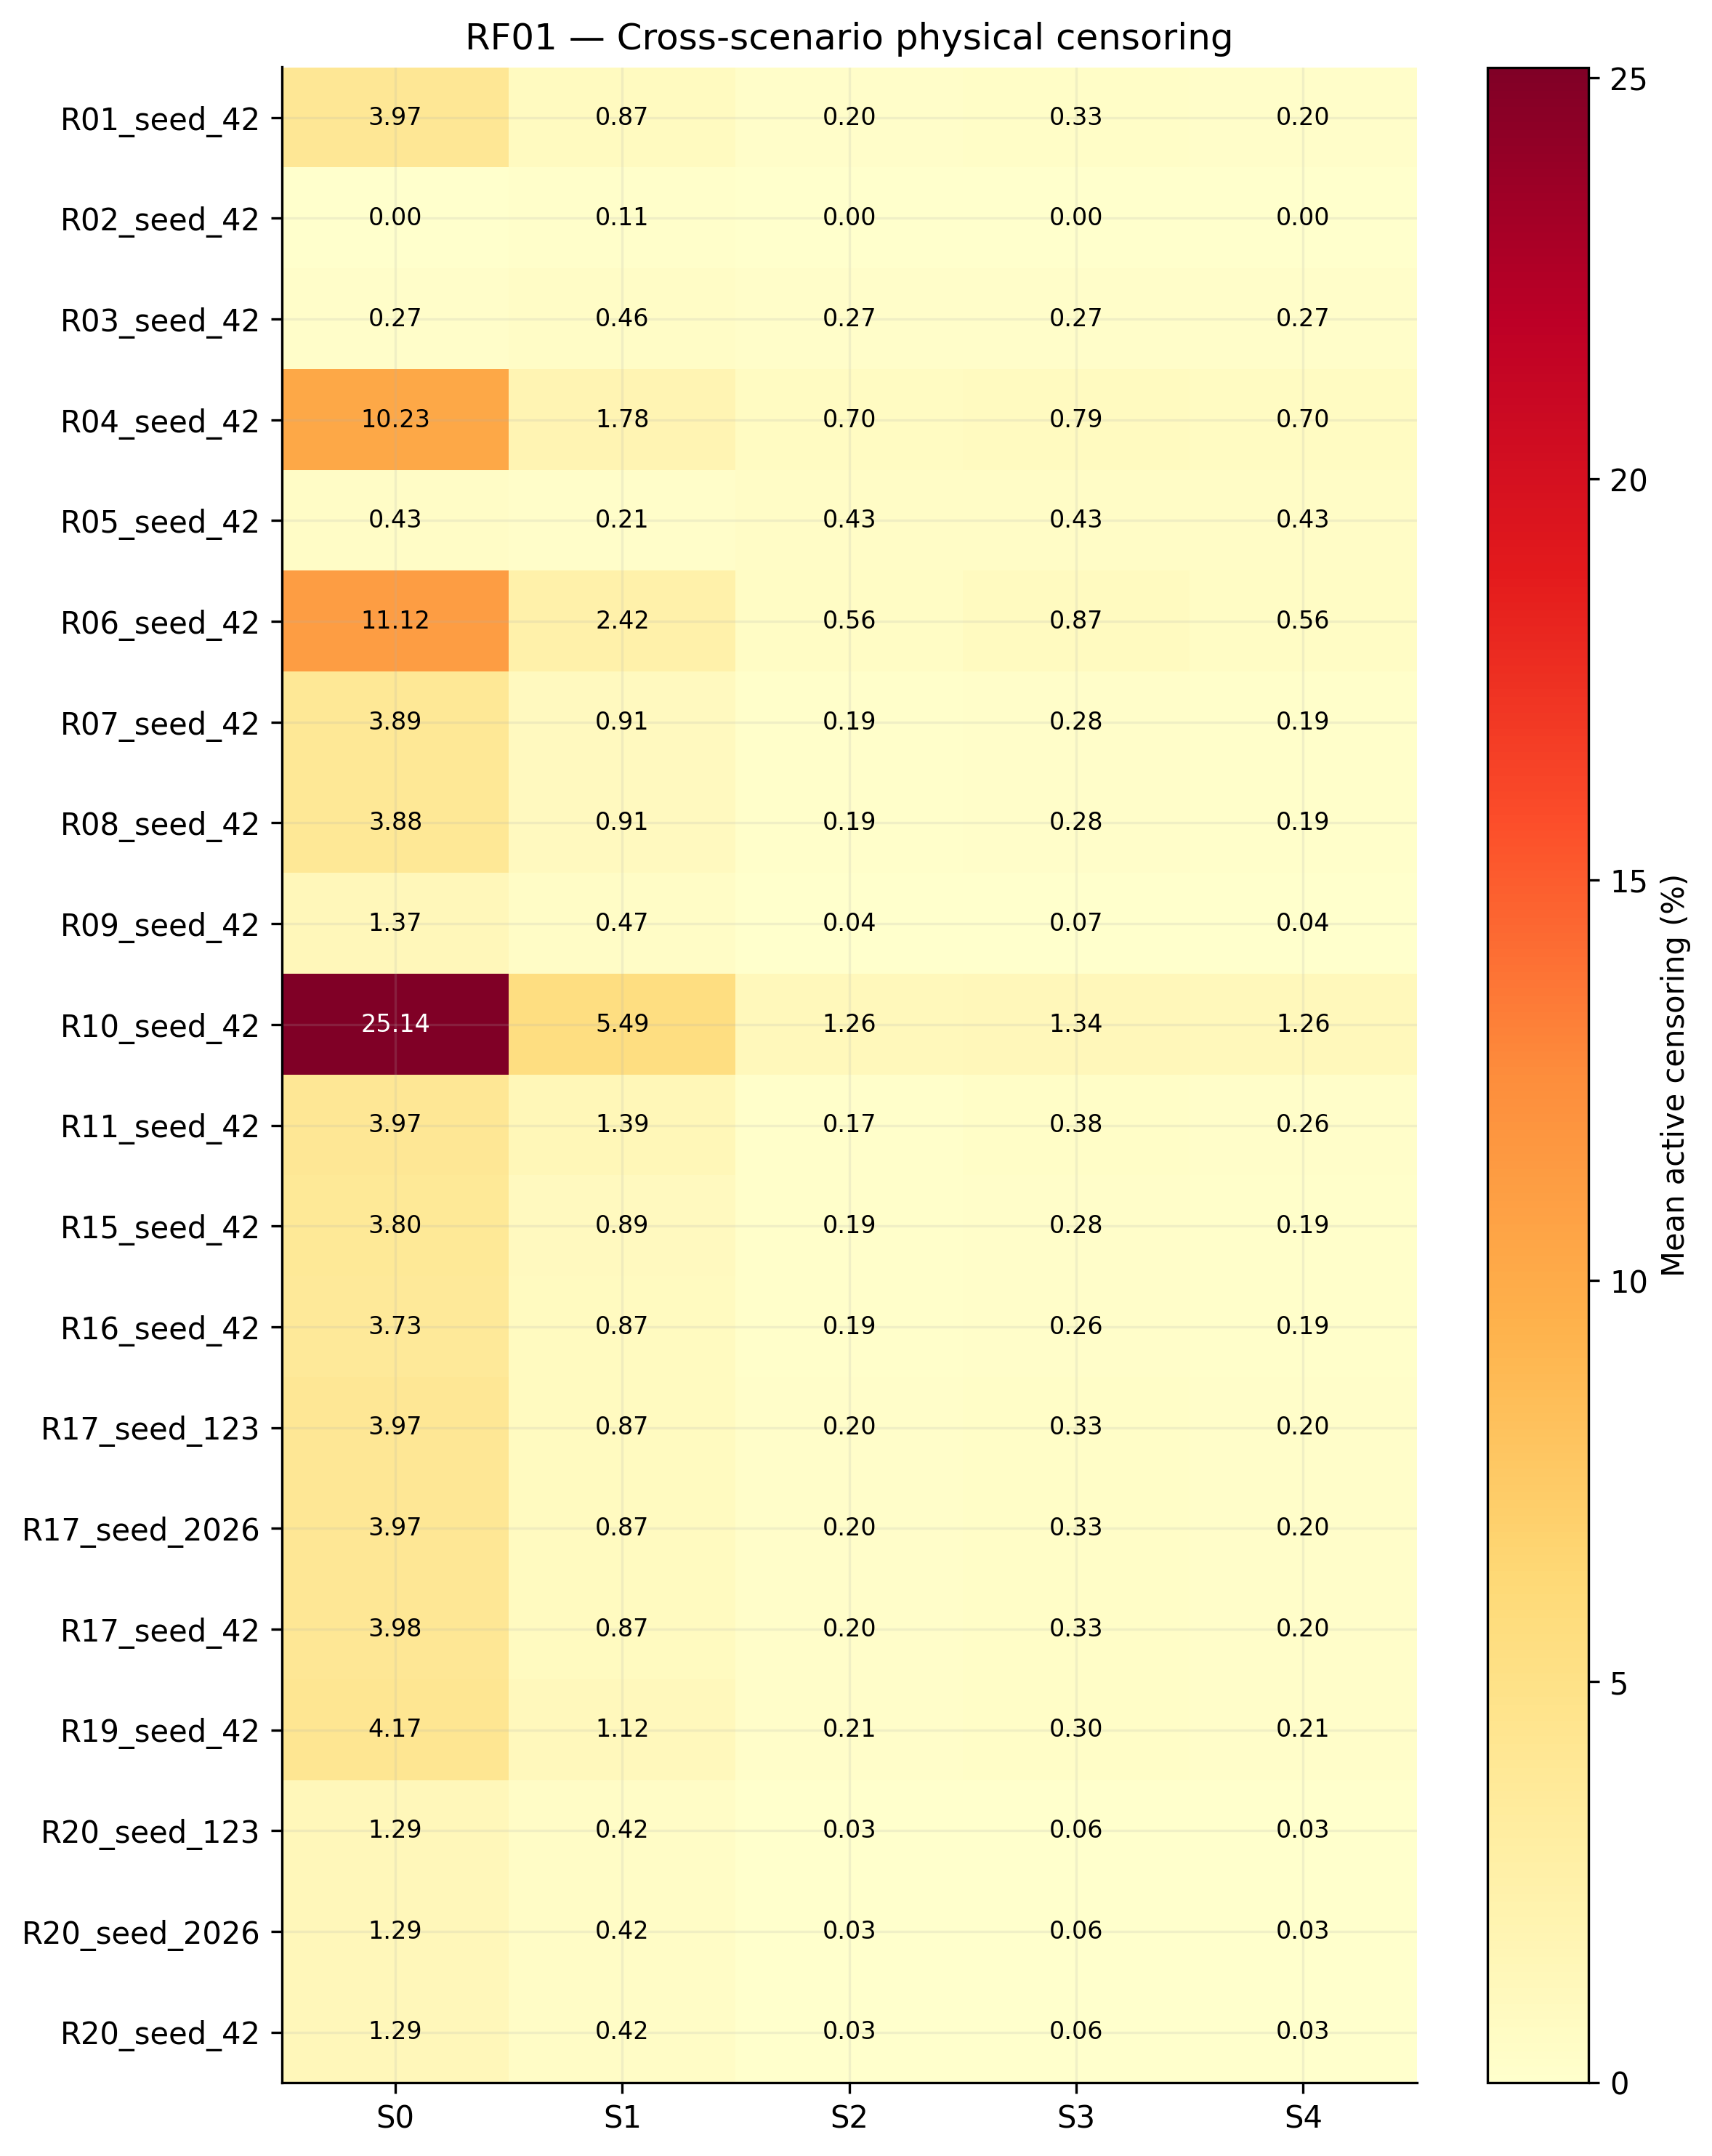 RF01 — Cross-scenario physical censoring
R01_seed_42 3.97 0.87 0.20 0.33 0.20
R02_seed_42 0.00 0.11 0.00 0.00 0.00
R03_seed_42 0.27 0.46 0.27 0.27 0.27
R04_seed_42 10.23 1.78 0.70 0.79 0.70
R05_seed_42 0.43 0.21 0.43 0.43 0.43
R06_seed_42 11.12 2.42 0.56 0.87 0.56
R07_seed_42 3.89 0.91 0.19 0.28 0.19
R08_seed_42 3.88 0.91 0.19 0.28 0.19
R09_seed_42 1.37 0.47 0.04 0.07 0.04
R10_seed_42 25.14 5.49 1.26 1.34 1.26
R11_seed_42 3.97 1.39 0.17 0.38 0.26
R15_seed_42 3.80 0.89 0.19 0.28 0.19
R16_seed_42 3.73 0.87 0.19 0.26 0.19
R17_seed_123 3.97 0.87 0.20 0.33 0.20
R17_seed_2026 3.97 0.87 0.20 0.33 0.20
R17_seed_42 3.98 0.87 0.20 0.33 0.20
R19_seed_42 4.17 1.12 0.21 0.30 0.21
R20_seed_123 1.29 0.42 0.03 0.06 0.03
R20_seed_2026 1.29 0.42 0.03 0.06 0.03
R20_seed_42 1.29 0.42 0.03 0.06 0.03
S0 S1 S2 S3 S4
25
20
15
10
5
0
Mean active censoring (%)